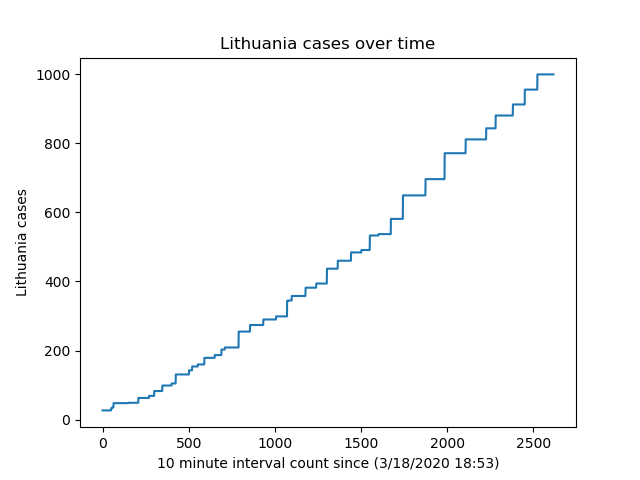 Lithuania cases over time
Lithuania cases
1000
800
600
400
200
0
0 500 1000 1500 2000 2500
10 minute interval count since (3/18/2020 18:53)